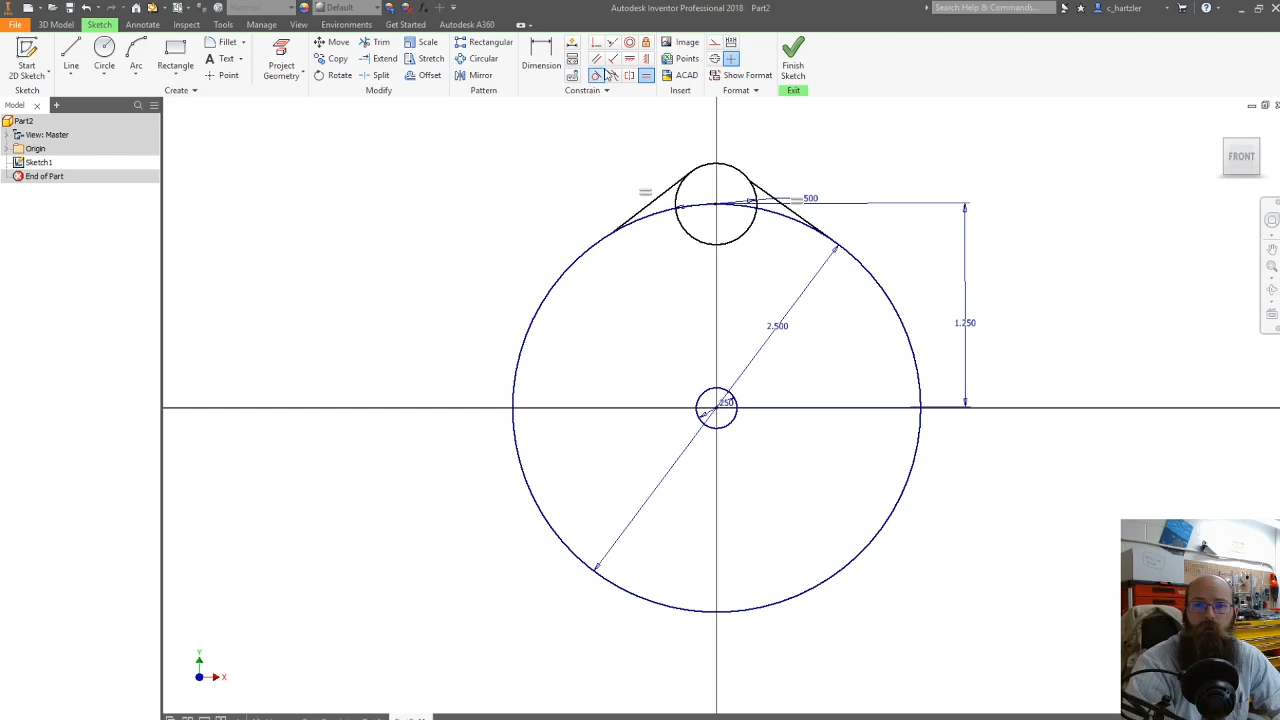 Material
Default
Autodesk Inventor Professional 2018 Part2
Search Help & Commands...
c_hartzler
File
3D Model
Sketch
Annotate
Inspect
Tools
Manage
View
Environments
Get Started
Autodesk A360
Start
2D Sketch
Line
Circle
Arc
Rectangle
Fillet
Text
Point
Project
Geometry
Move
Copy
Rotate
Trim
Extend
Split
Scale
Stretch
Offset
Rectangular
Circular
Mirror
Dimension
Image
Points
ACAD
Show Format
Finish
Sketch
Sketch
Create
Modify
Pattern
Constrain
Insert
Format
Exit
Model
Part2
View: Master
Origin
Sketch1
End of Part
FRONT
.500
2.500
1.250
.250
Y
X